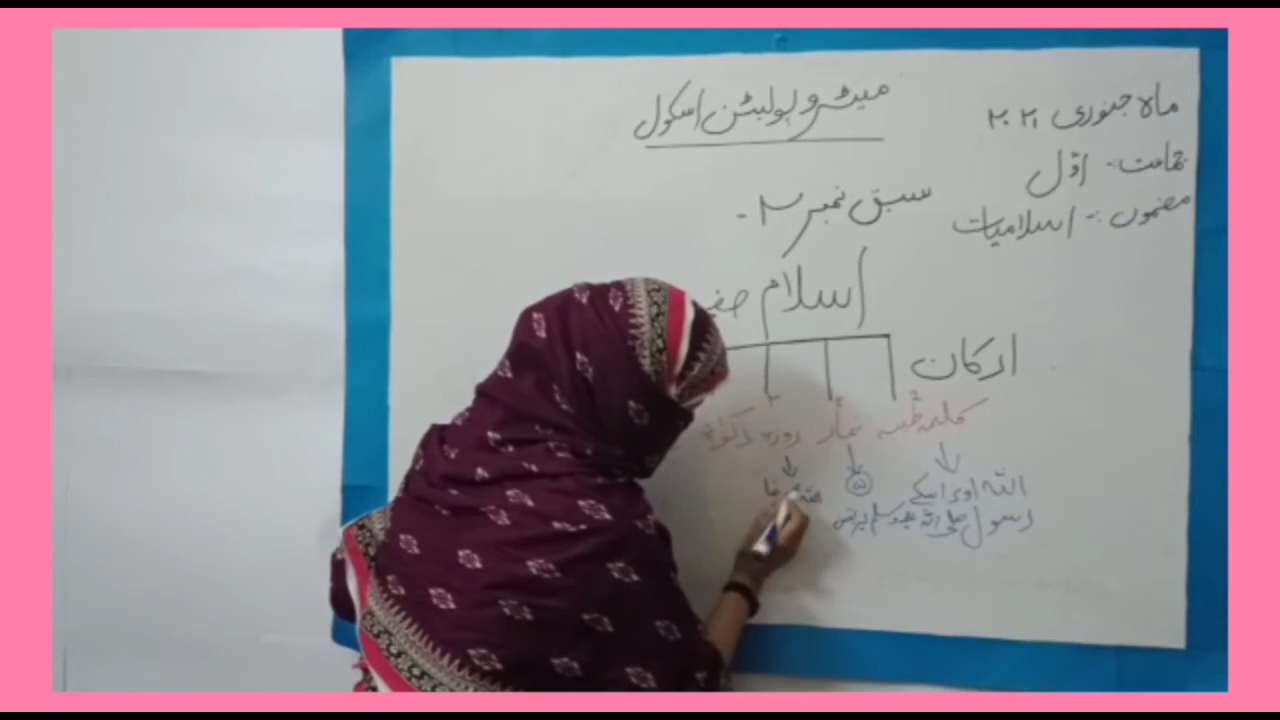 میٹروپولیٹن اسکول
ماہ جنوری ۲۰۲۱
جماعت:- اوّل
مضمون:- اسلامیات
سبق نمبر ۲-
اسلام
ارکان
کلمہ طیبہ نماز روزہ زکوٰۃ
اللہ اور اسکے
رسول صلی اللہ علیہ وسلم پر
۵